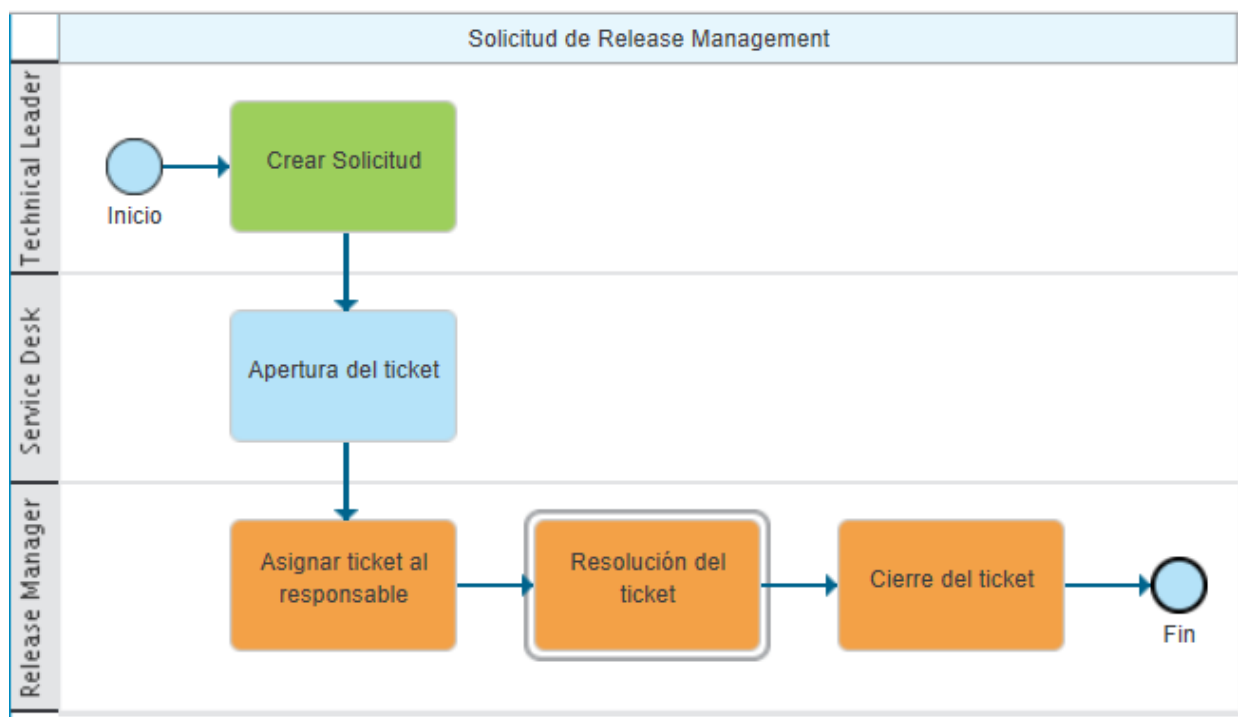 Solicitud de Release Management
Technical Leader
Inicio
Crear Solicitud
Service Desk
Apertura del ticket
Release Manager
Asignar ticket al
responsable
Resolución del
ticket
Cierre del ticket
Fin